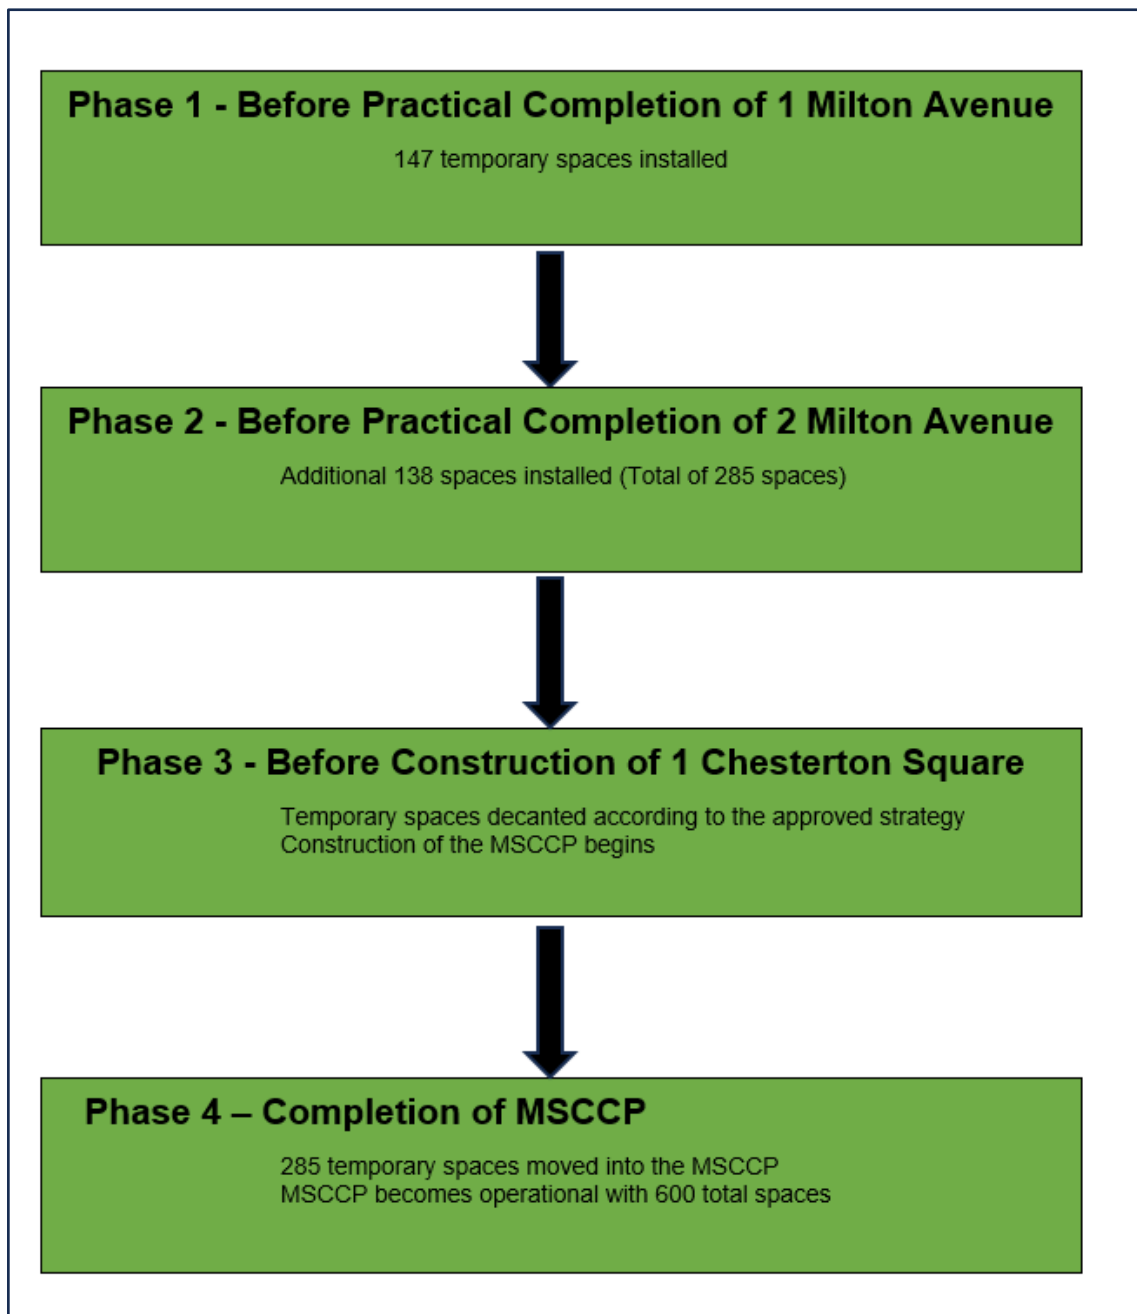 Phase 1 - Before Practical Completion of 1 Milton Avenue
147 temporary spaces installed
Phase 2 - Before Practical Completion of 2 Milton Avenue
Additional 138 spaces installed (Total of 285 spaces)
Phase 3 - Before Construction of 1 Chesterton Square
Temporary spaces decanted according to the approved strategy
Construction of the MSCCP begins
Phase 4 – Completion of MSCCP
285 temporary spaces moved into the MSCCP
MSCCP becomes operational with 600 total spaces